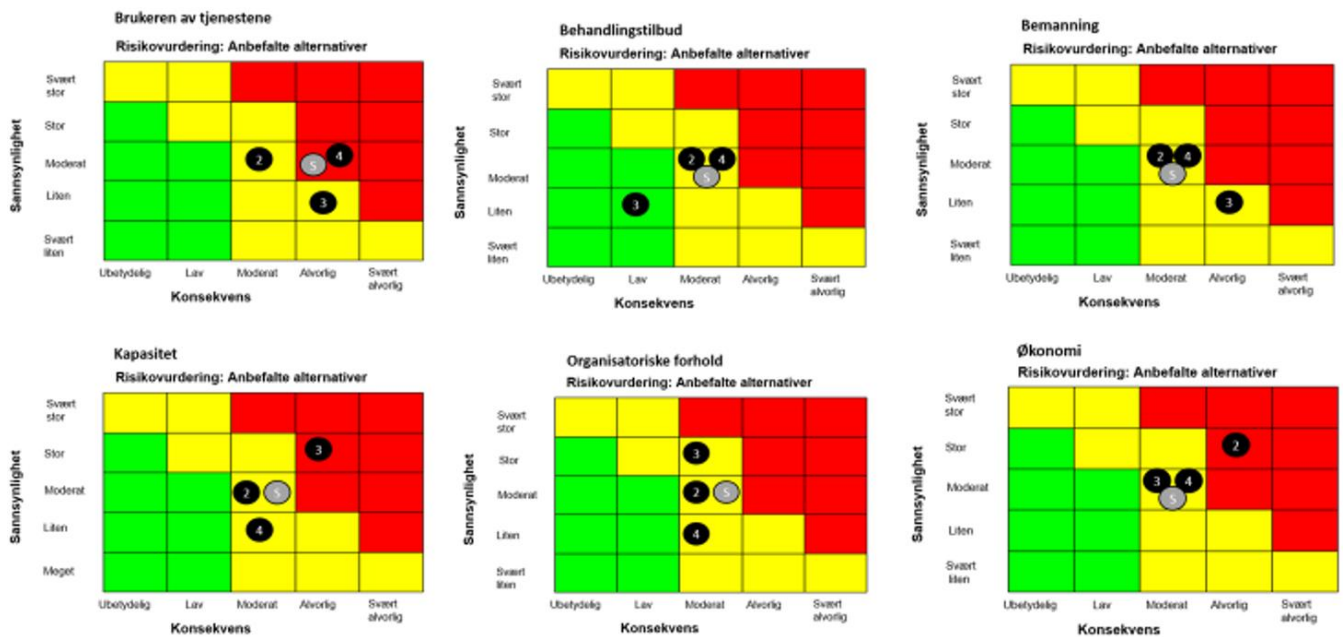 Brukeren av tjenestene
Risikovurdering: Anbefalte alternativer
Sannsynlighet
Svært
stor
Stor
Moderat
Liten
Svært
liten
2
S
4
3
Ubetydelig Lav Moderat Alvorlig Svært
alvorlig
Konsekvens
Behandlingstilbud
Risikovurdering: Anbefalte alternativer
Sannsynlighet
Svært
stor
Stor
Moderat
Liten
Svært
liten
2 4
S
3
Ubetydelig Lav Moderat Alvorlig Svært
alvorlig
Konsekvens
Bemanning
Risikovurdering: Anbefalte alternativer
Sannsynlighet
Svært
stor
Stor
Moderat
Liten
Svært
liten
2 4
S
3
Ubetydelig Lav Moderat Alvorlig Svært
alvorlig
Konsekvens
Kapasitet
Risikovurdering: Anbefalte alternativer
Sannsynlighet
Svært
stor
Stor
Moderat
Liten
Meget
3
2 S
4
Ubetydelig Lav Moderat Alvorlig Svært
alvorlig
Konsekvens
Organisatoriske forhold
Risikovurdering: Anbefalte alternativer
Sannsynlighet
Svært
stor
Stor
Moderat
Liten
Svært
liten
3
2 S
4
Ubetydelig Lav Moderat Alvorlig Svært
alvorlig
Konsekvens
Økonomi
Risikovurdering: Anbefalte alternativer
Sannsynlighet
Svært
stor
Stor
Moderat
Liten
Svært
liten
2
3 4
S
Ubetydelig Lav Moderat Alvorlig Svært
alvorlig
Konsekvens